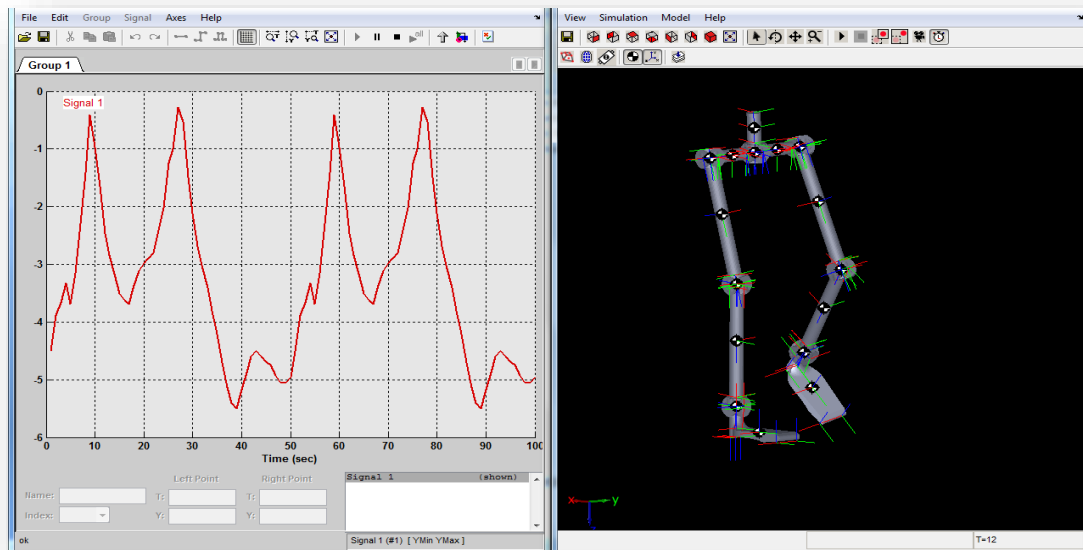 File Edit Group Signal Axes Help
all
Group 1
Signal 1
0
-1
-2
-3
-4
-5
-6
0 10 20 30 40 50 60 70 80 90 100
Time (sec)
Left Point Right Point
Name: T: T:
Index: Y: Y:
Signal 1 (shown)
ok Signal 1 (#1) [ YMin YMax ]
View Simulation Model Help
x y
T=12